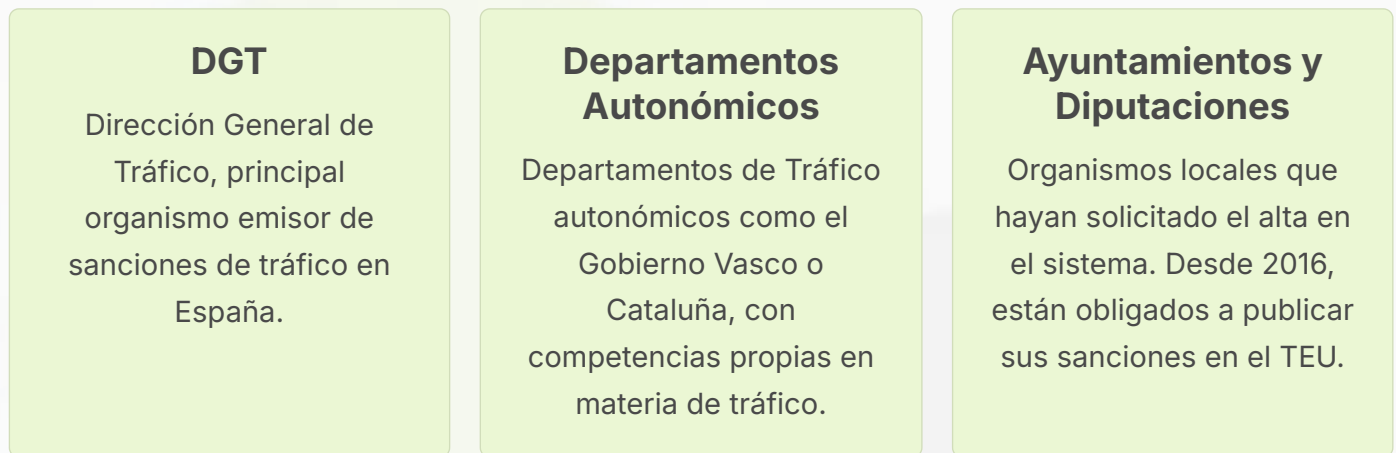 DGT
Dirección General de
Tráfico, principal
organismo emisor de
sanciones de tráfico en
España.
Departamentos
Autonómicos
Departamentos de Tráfico
autonómicos como el
Gobierno Vasco o
Cataluña, con
competencias propias en
materia de tráfico.
Ayuntamientos y
Diputaciones
Organismos locales que
hayan solicitado el alta en
el sistema. Desde 2016,
están obligados a publicar
sus sanciones en el TEU.